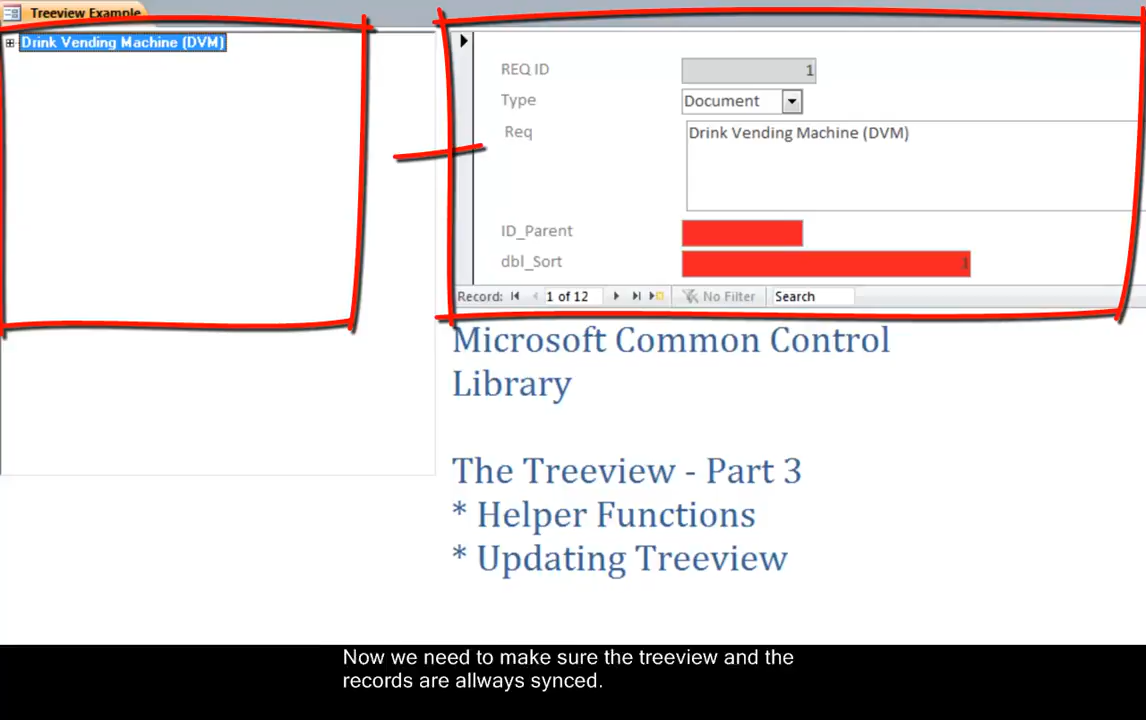 Treeview Example
Drink Vending Machine (DVM)
REQ ID 1
Type Document
Req Drink Vending Machine (DVM)
ID_Parent
dbl_Sort 1
Record: 1 of 12 No Filter Search
Microsoft Common Control
Library
The Treeview - Part 3
* Helper Functions
* Updating Treeview
Now we need to make sure the treeview and the
records are allways synced.